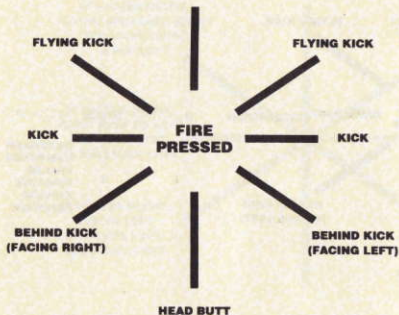 FLYING KICK
FLYING KICK
KICK
FIRE
PRESSED
KICK
BEHIND KICK
(FACING RIGHT)
BEHIND KICK
(FACING LEFT)
HEAD BUTT